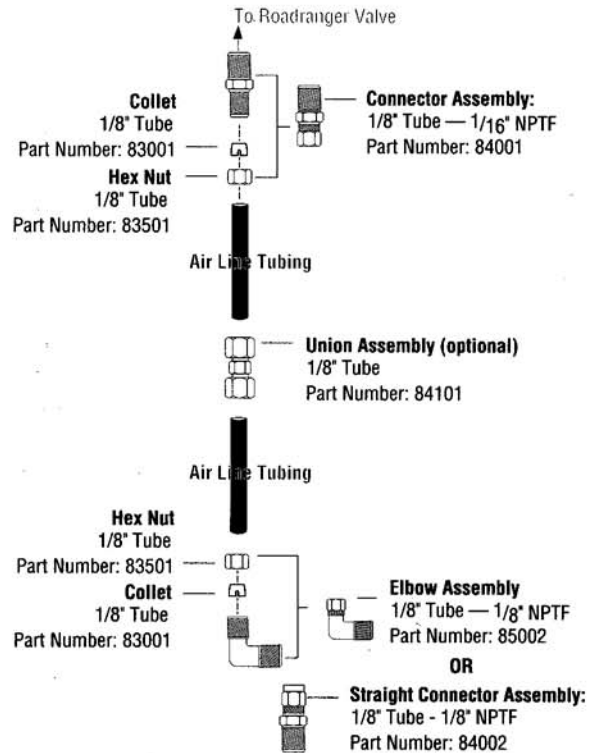 To Roadranger Valve
Collet
1/8" Tube
Part Number: 83001
Hex Nut
1/8" Tube
Part Number: 83501
Connector Assembly:
1/8" Tube — 1/16" NPTF
Part Number: 84001
Air Line Tubing
Union Assembly (optional)
1/8" Tube
Part Number: 84101
Air Line Tubing
Hex Nut
1/8" Tube
Part Number: 83501
Collet
1/8" Tube
Part Number: 83001
Elbow Assembly
1/8" Tube — 1/8" NPTF
Part Number: 85002
OR
Straight Connector Assembly:
1/8" Tube - 1/8" NPTF
Part Number: 84002